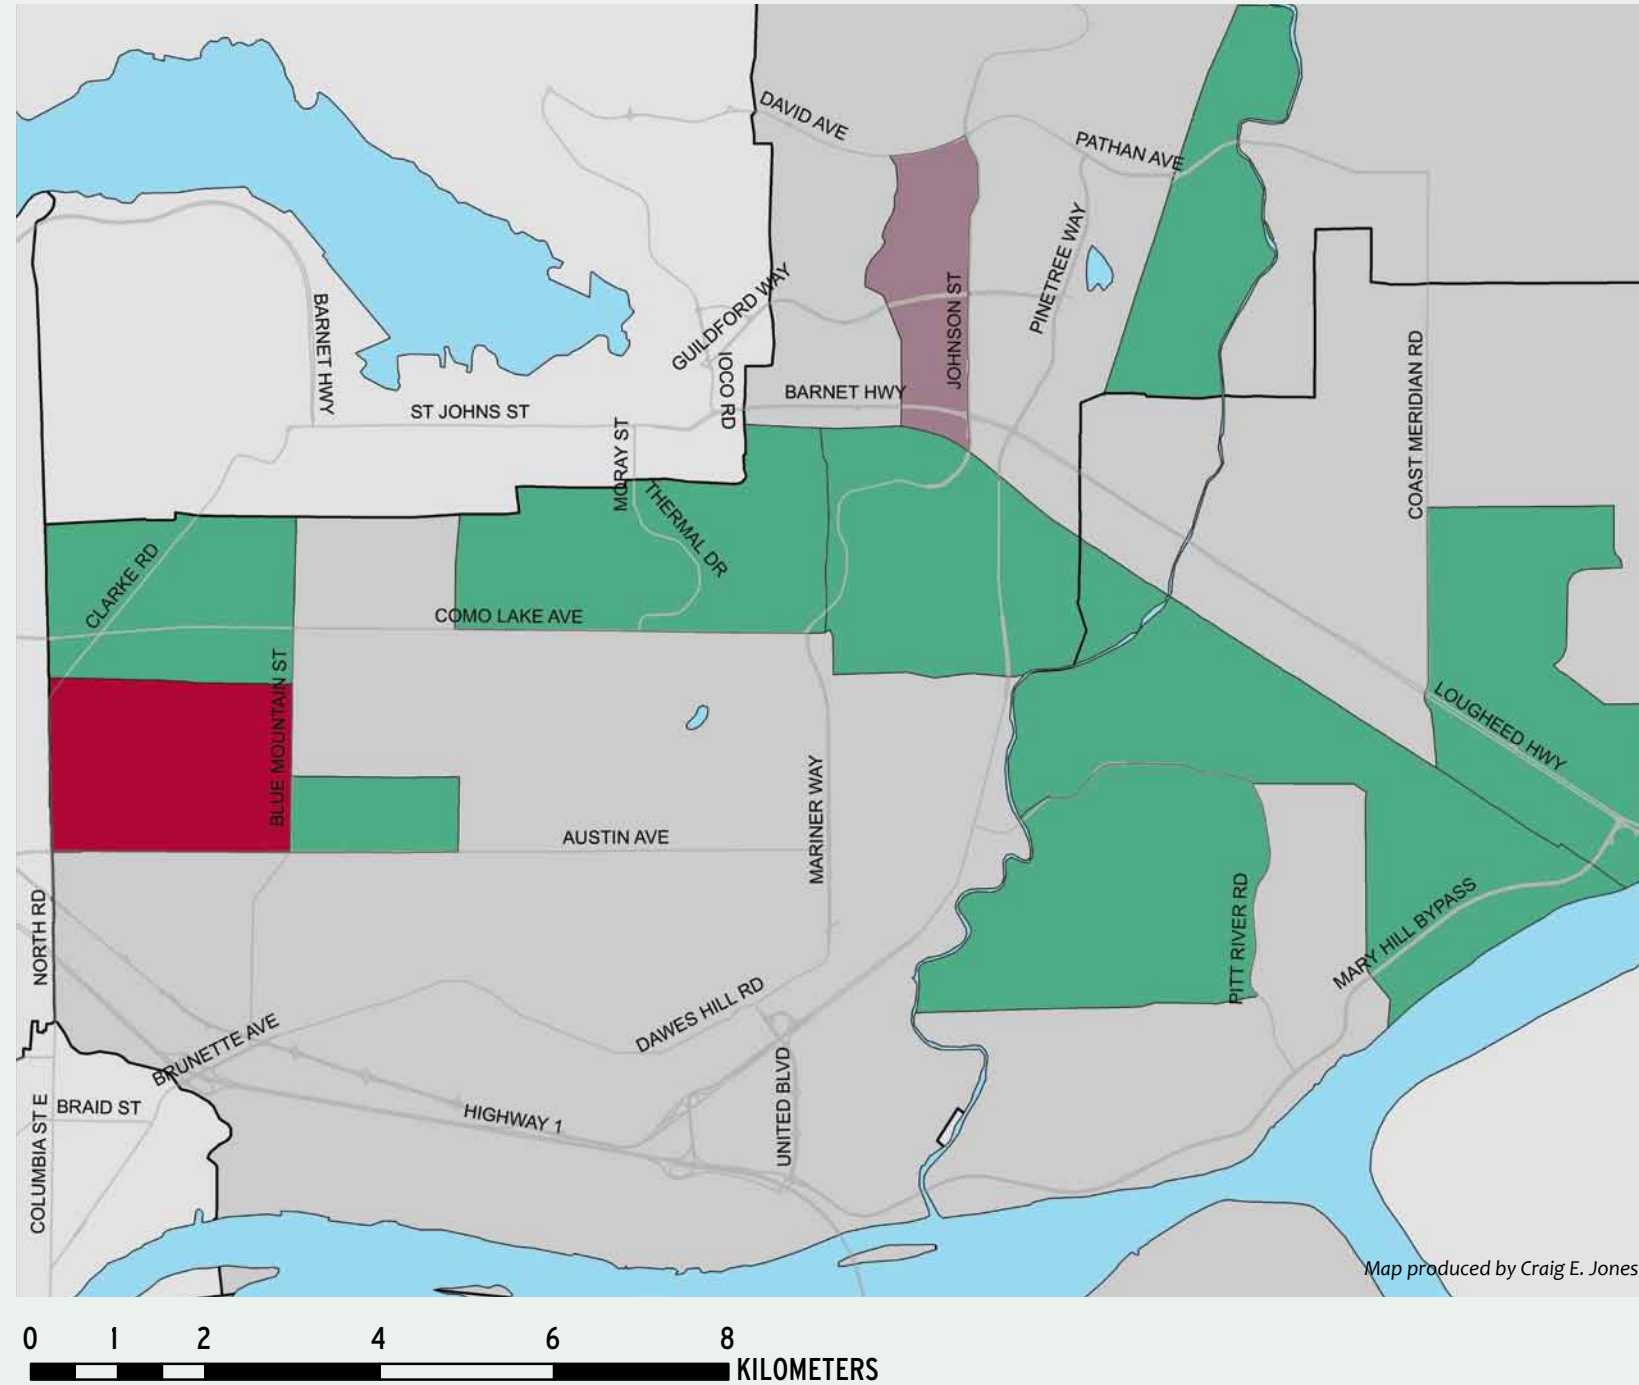 DAVID AVE
PATHAN AVE
PINETREE WAY
GUILDFORD WAY
JOHNSON ST
BARNET HWY
IOCO RD
BARNET HWY
ST JOHNS ST
COAST MERIDIAN RD
MORAY ST
THERMAL DR
CLARKE RD
COMO LAKE AVE
BLUE MOUNTAIN ST
LOUGHEED HWY
MARINER WAY
AUSTIN AVE
NORTH RD
PITT RIVER RD
MARY HILL BYPASS
DAWES HILL RD
BRUNETTE AVE
UNITED BLVD
BRAID ST
COLUMBIA ST E
HIGHWAY 1
Map produced by Craig E. Jones
0 1 2 4 6 8
KILOMETERS